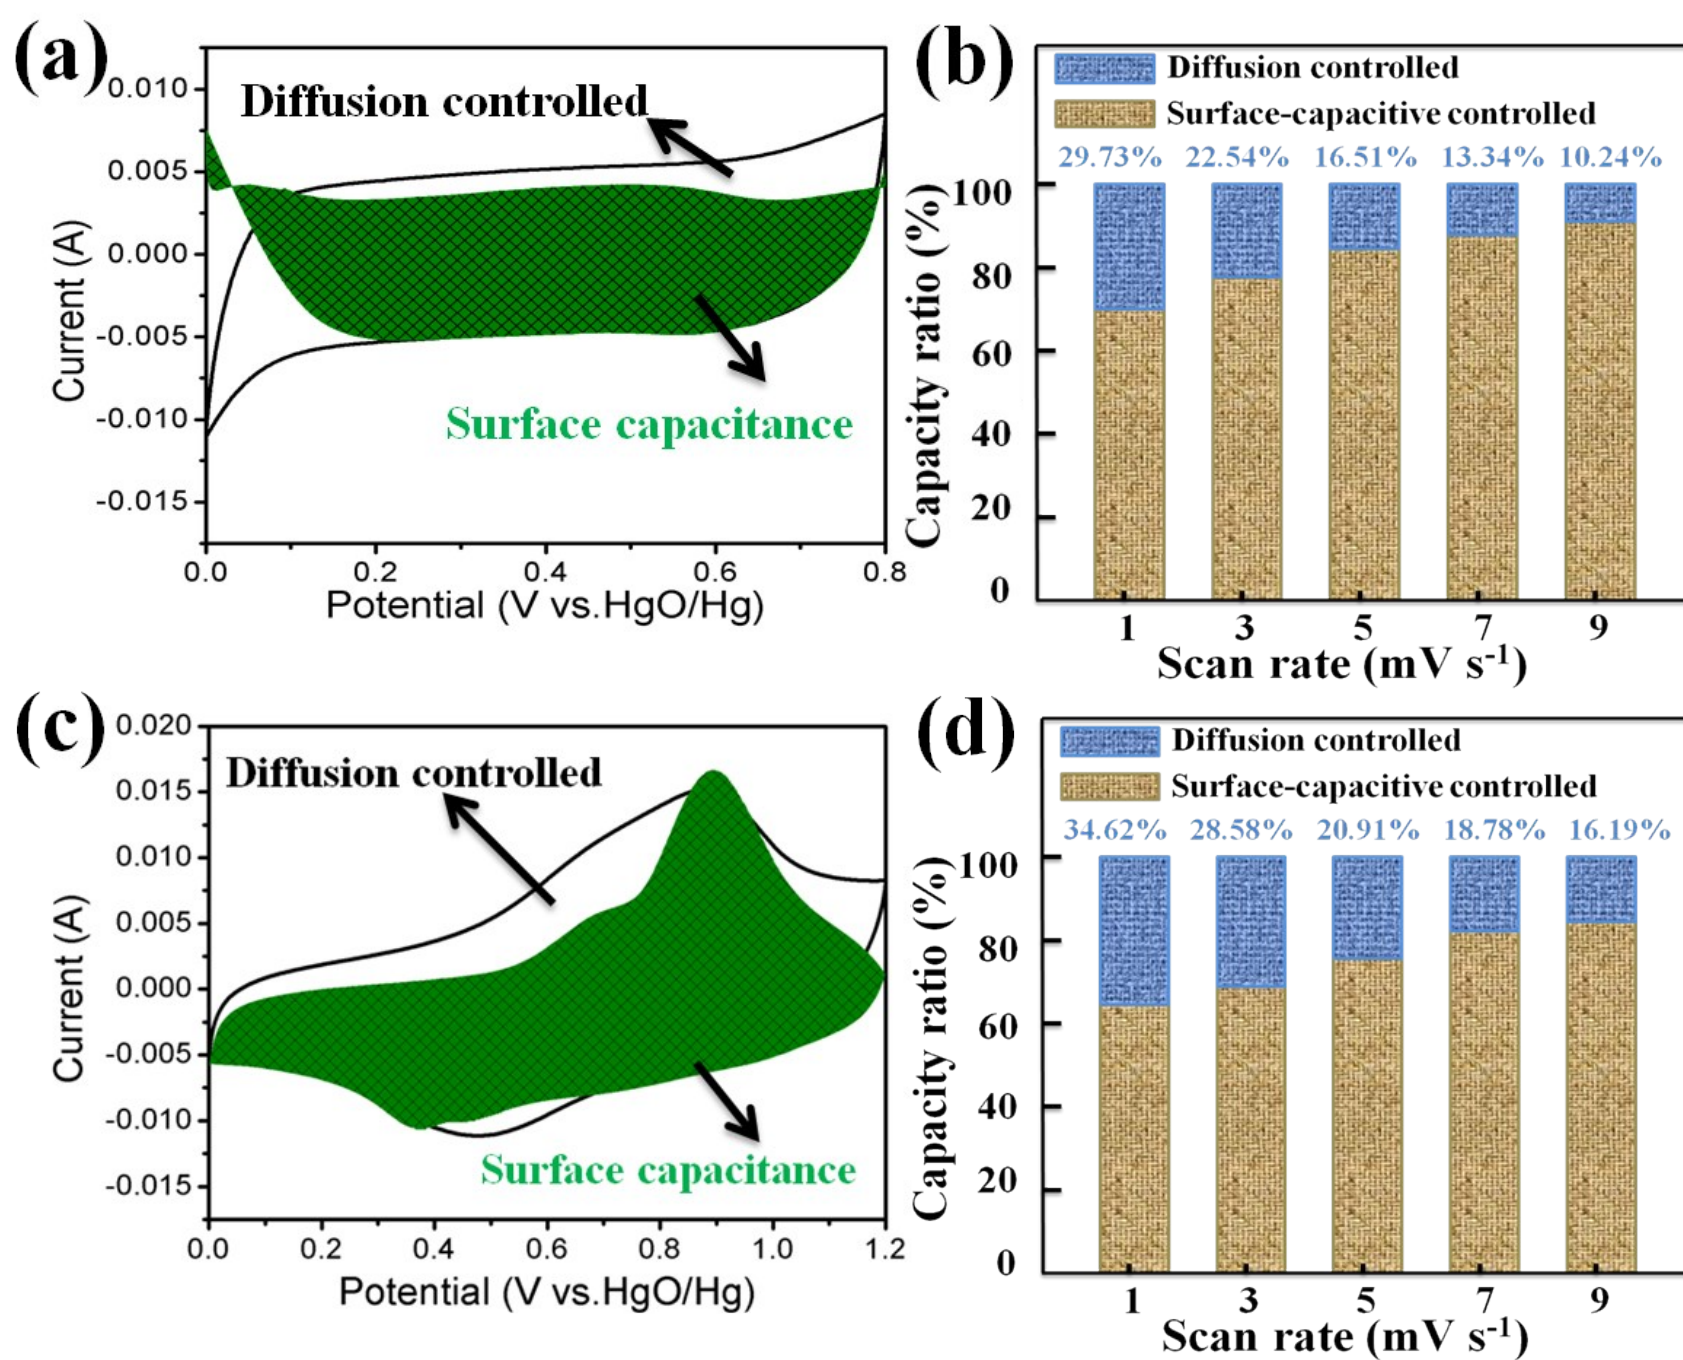 (a)
Diffusion controlled
Surface capacitance
0.010
0.005
0.000
-0.005
-0.010
-0.015
Current (A)
0.0 0.2 0.4 0.6 0.8
Potential (V vs.HgO/Hg)
(b)
Diffusion controlled
Surface-capacitive controlled
29.73% 22.54% 16.51% 13.34% 10.24%
100
80
60
40
20
0
Capacity ratio (%)
1 3 5 7 9
Scan rate (mV s⁻¹)
(c)
Diffusion controlled
Surface capacitance
0.020
0.015
0.010
0.005
0.000
-0.005
-0.010
-0.015
Current (A)
0.0 0.2 0.4 0.6 0.8 1.0 1.2
Potential (V vs.HgO/Hg)
(d)
Diffusion controlled
Surface-capacitive controlled
34.62% 28.58% 20.91% 18.78% 16.19%
100
80
60
40
20
0
Capacity ratio (%)
1 3 5 7 9
Scan rate (mV s⁻¹)